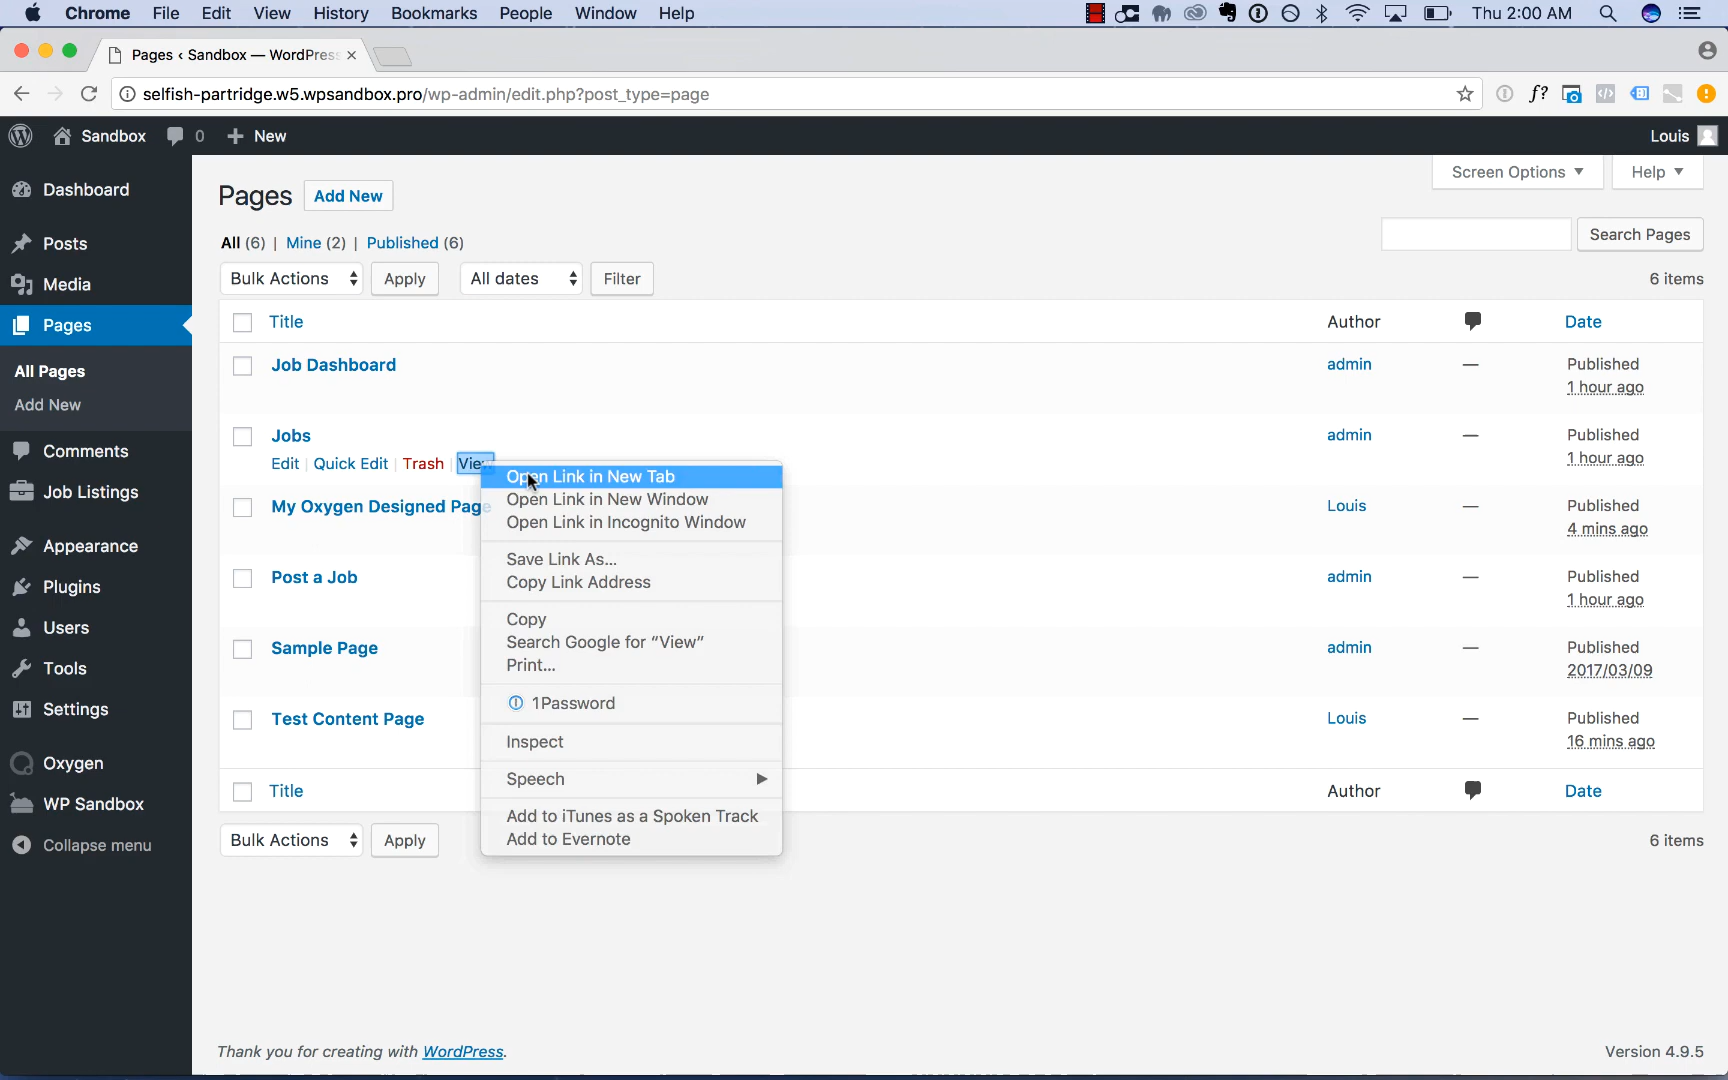 Chrome File Edit View History Bookmarks People Window Help Thu 2:00 AM
Pages ‹ Sandbox — WordPress
selfish-partridge.w5.wpsandbox.pro/wp-admin/edit.php?post_type=page f?
Sandbox 0 New Louis
Screen Options Help
Dashboard
Posts
Media
Pages
All Pages
Add New
Comments
Job Listings
Appearance
Plugins
Users
Tools
Settings
Oxygen
WP Sandbox
Collapse menu
Pages Add New
All (6) | Mine (2) | Published (6)
Search Pages
Bulk Actions Apply All dates Filter 6 items
Title Author Date
Job Dashboard admin — Published
1 hour ago
Jobs admin — Published
1 hour ago
Edit | Quick Edit | Trash | View
My Oxygen Designed Page Louis — Published
4 mins ago
Post a Job admin — Published
1 hour ago
Sample Page admin — Published
2017/03/09
Test Content Page Louis — Published
16 mins ago
Title Author Date
Bulk Actions Apply 6 items
Open Link in New Tab
Open Link in New Window
Open Link in Incognito Window
Save Link As...
Copy Link Address
Copy
Search Google for “View”
Print...
1Password
Inspect
Speech
Add to iTunes as a Spoken Track
Add to Evernote
Thank you for creating with WordPress. Version 4.9.5